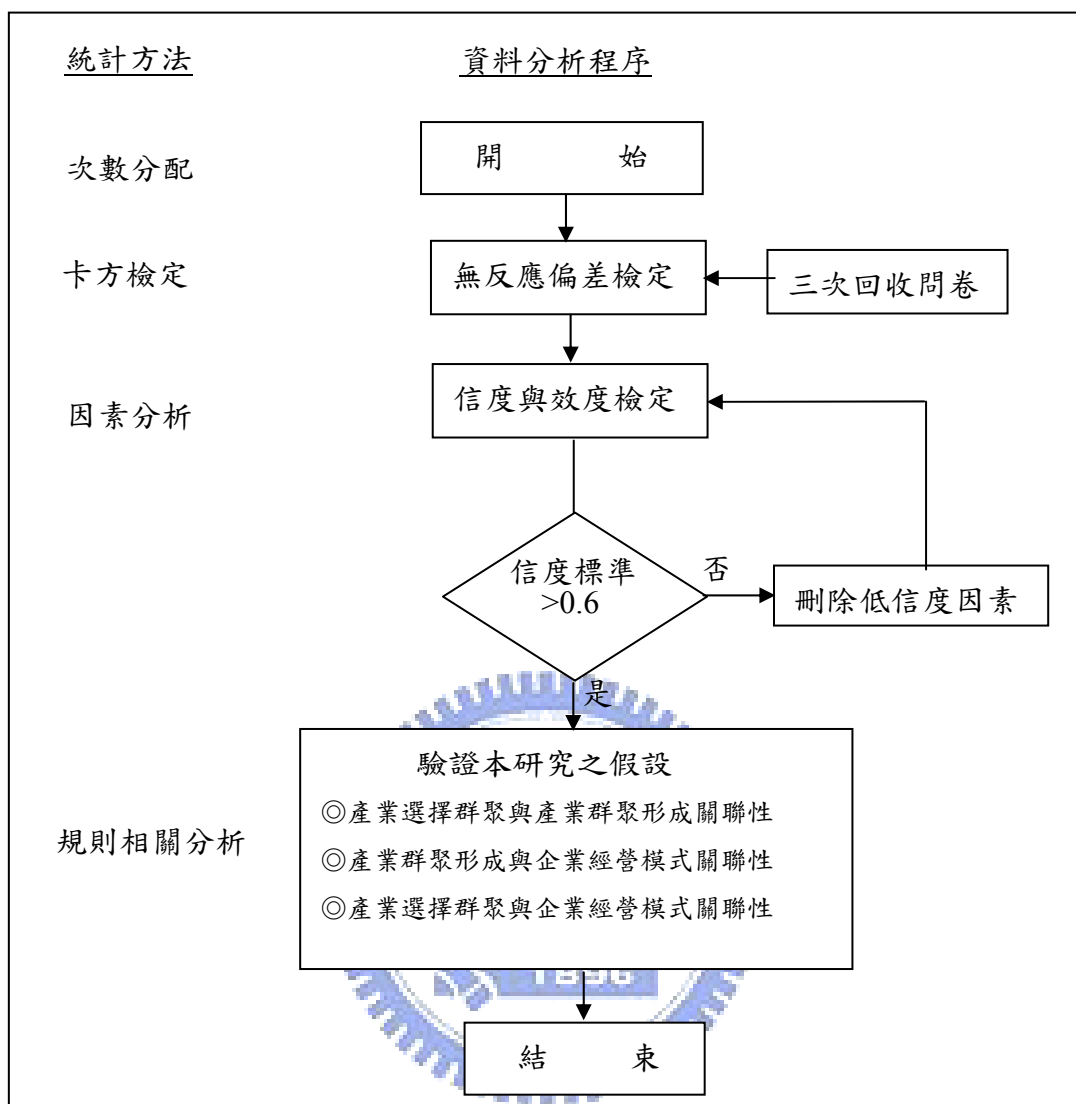 統計方法 資料分析程序
次數分配 開 始
卡方檢定 無反應偏差檢定 三次回收問卷
因素分析 信度與效度檢定
信度標準 否
>0.6 刪除低信度因素
是
驗證本研究之假設
◎產業選擇群聚與產業群聚形成關聯性
規則相關分析 ◎產業群聚形成與企業經營模式關聯性
◎產業選擇群聚與企業經營模式關聯性
1896
結 束